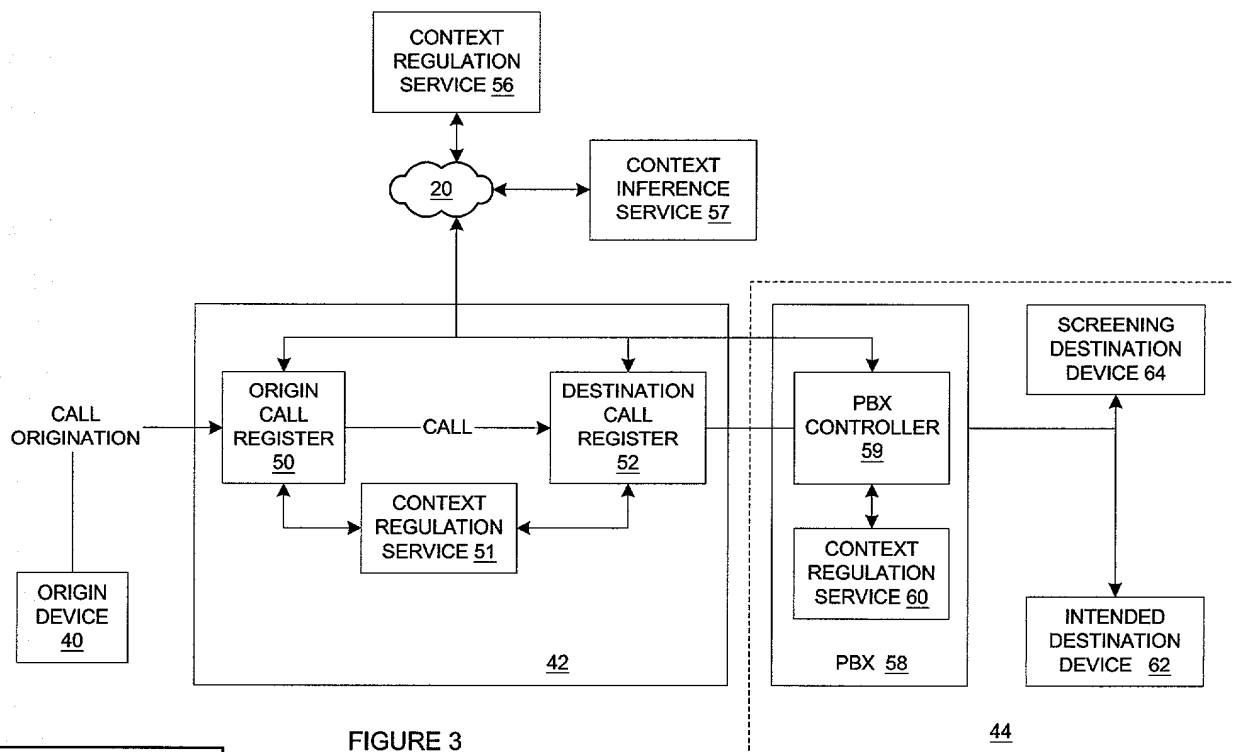 CONTEXT
REGULATION
SERVICE 56
20
CONTEXT
INFERENCE
SERVICE 57
CALL
ORIGINATION
ORIGIN
DEVICE
40
ORIGIN
CALL
REGISTER
50
CALL
DESTINATION
CALL
REGISTER
52
CONTEXT
REGULATION
SERVICE 51
42
PBX
CONTROLLER
59
CONTEXT
REGULATION
SERVICE 60
PBX 58
SCREENING
DESTINATION
DEVICE 64
INTENDED
DESTINATION
DEVICE 62
44
FIGURE 3